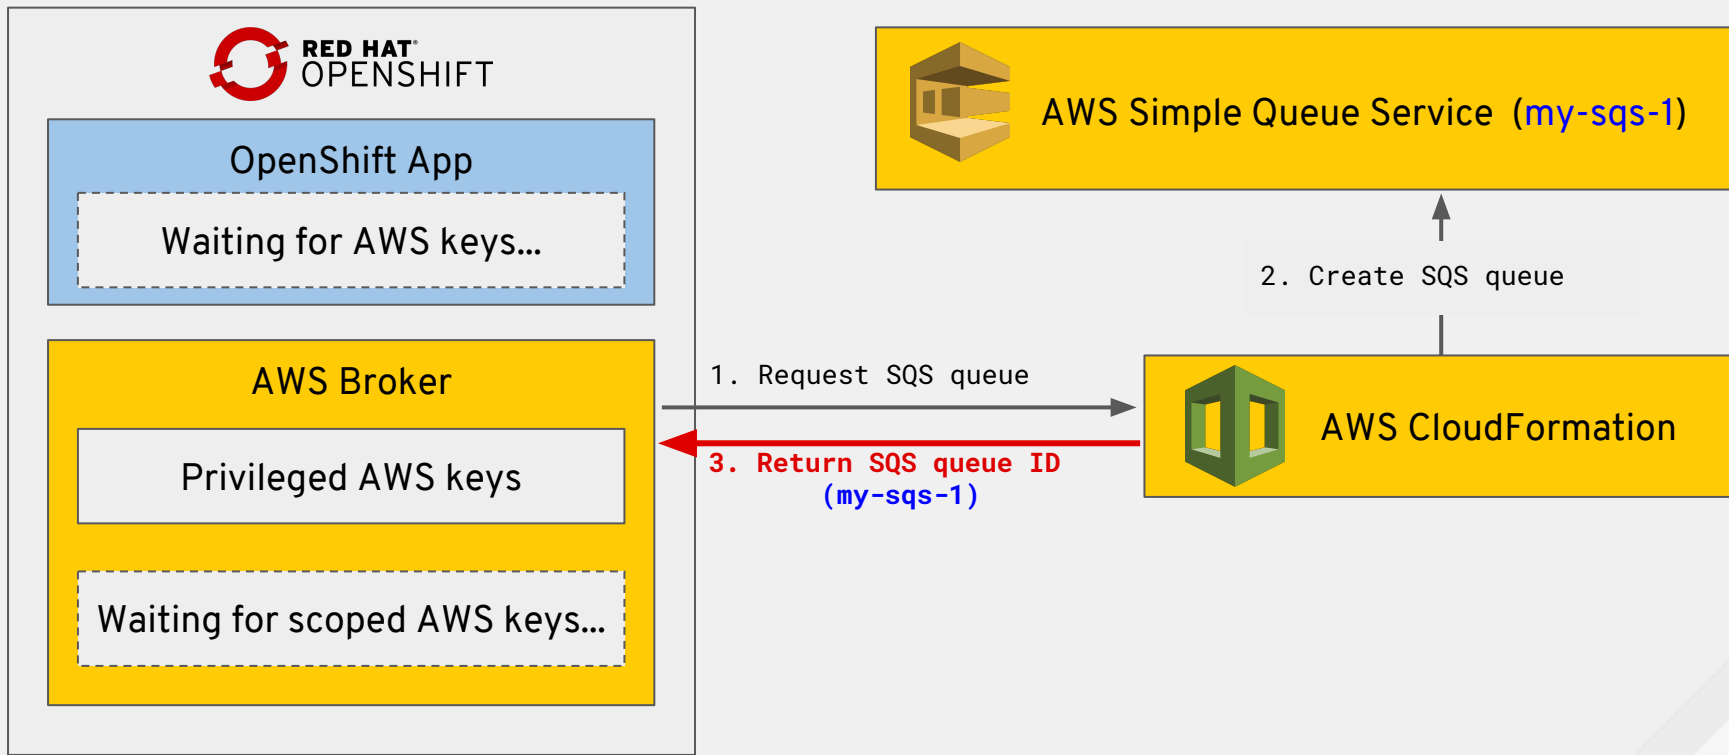 RED HAT®
OPENSHIFT
OpenShift App
Waiting for AWS keys...
AWS Broker
Privileged AWS keys
Waiting for scoped AWS keys...
AWS Simple Queue Service (my-sqs-1)
2. Create SQS queue
1. Request SQS queue
3. Return SQS queue ID
(my-sqs-1)
AWS CloudFormation